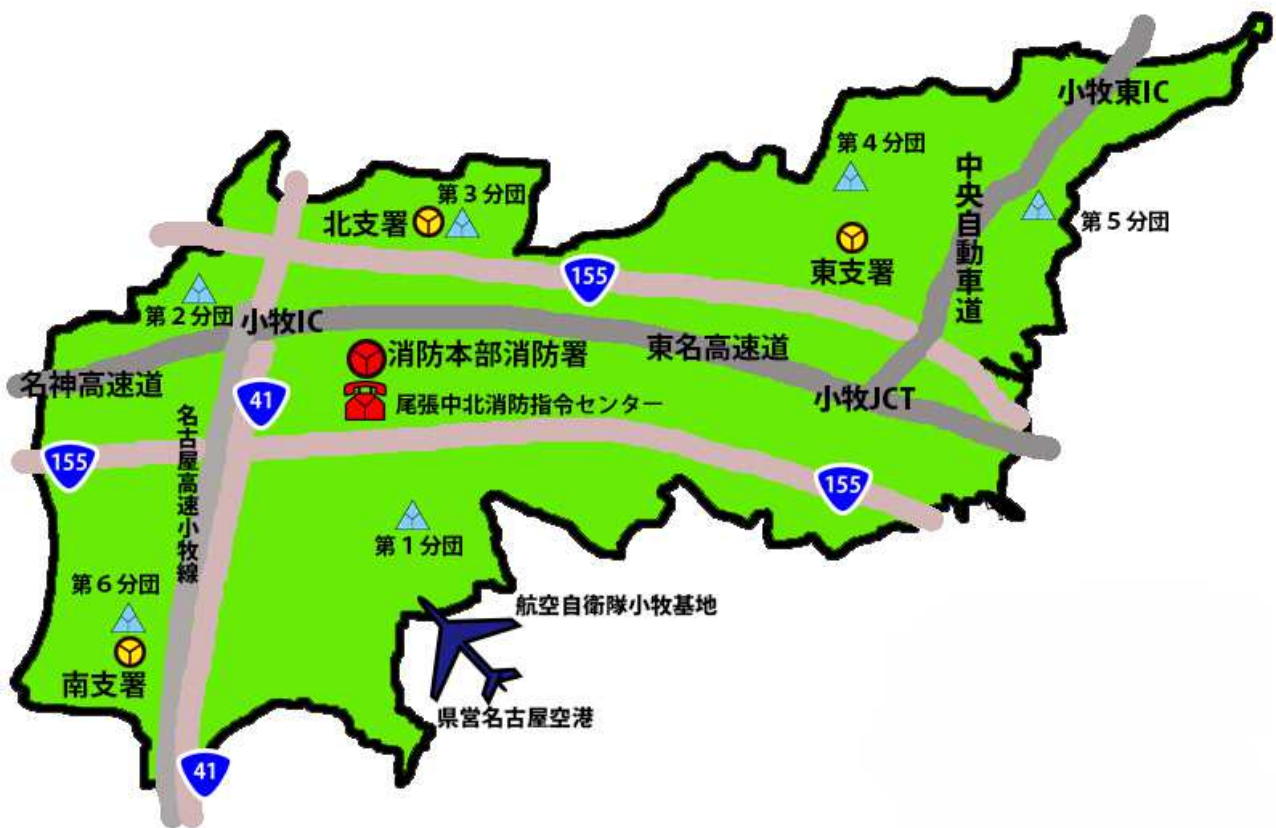 小牧東IC
第４分団
中央自動車道
第３分団
北支署
第５分団
東支署
155
第２分団
小牧IC
消防本部消防署
東名高速道
名神高速道
小牧JCT
41
尾張中北消防指令センター
名古屋高速小牧線
155
155
第１分団
第６分団
航空自衛隊小牧基地
南支署
県営名古屋空港
41